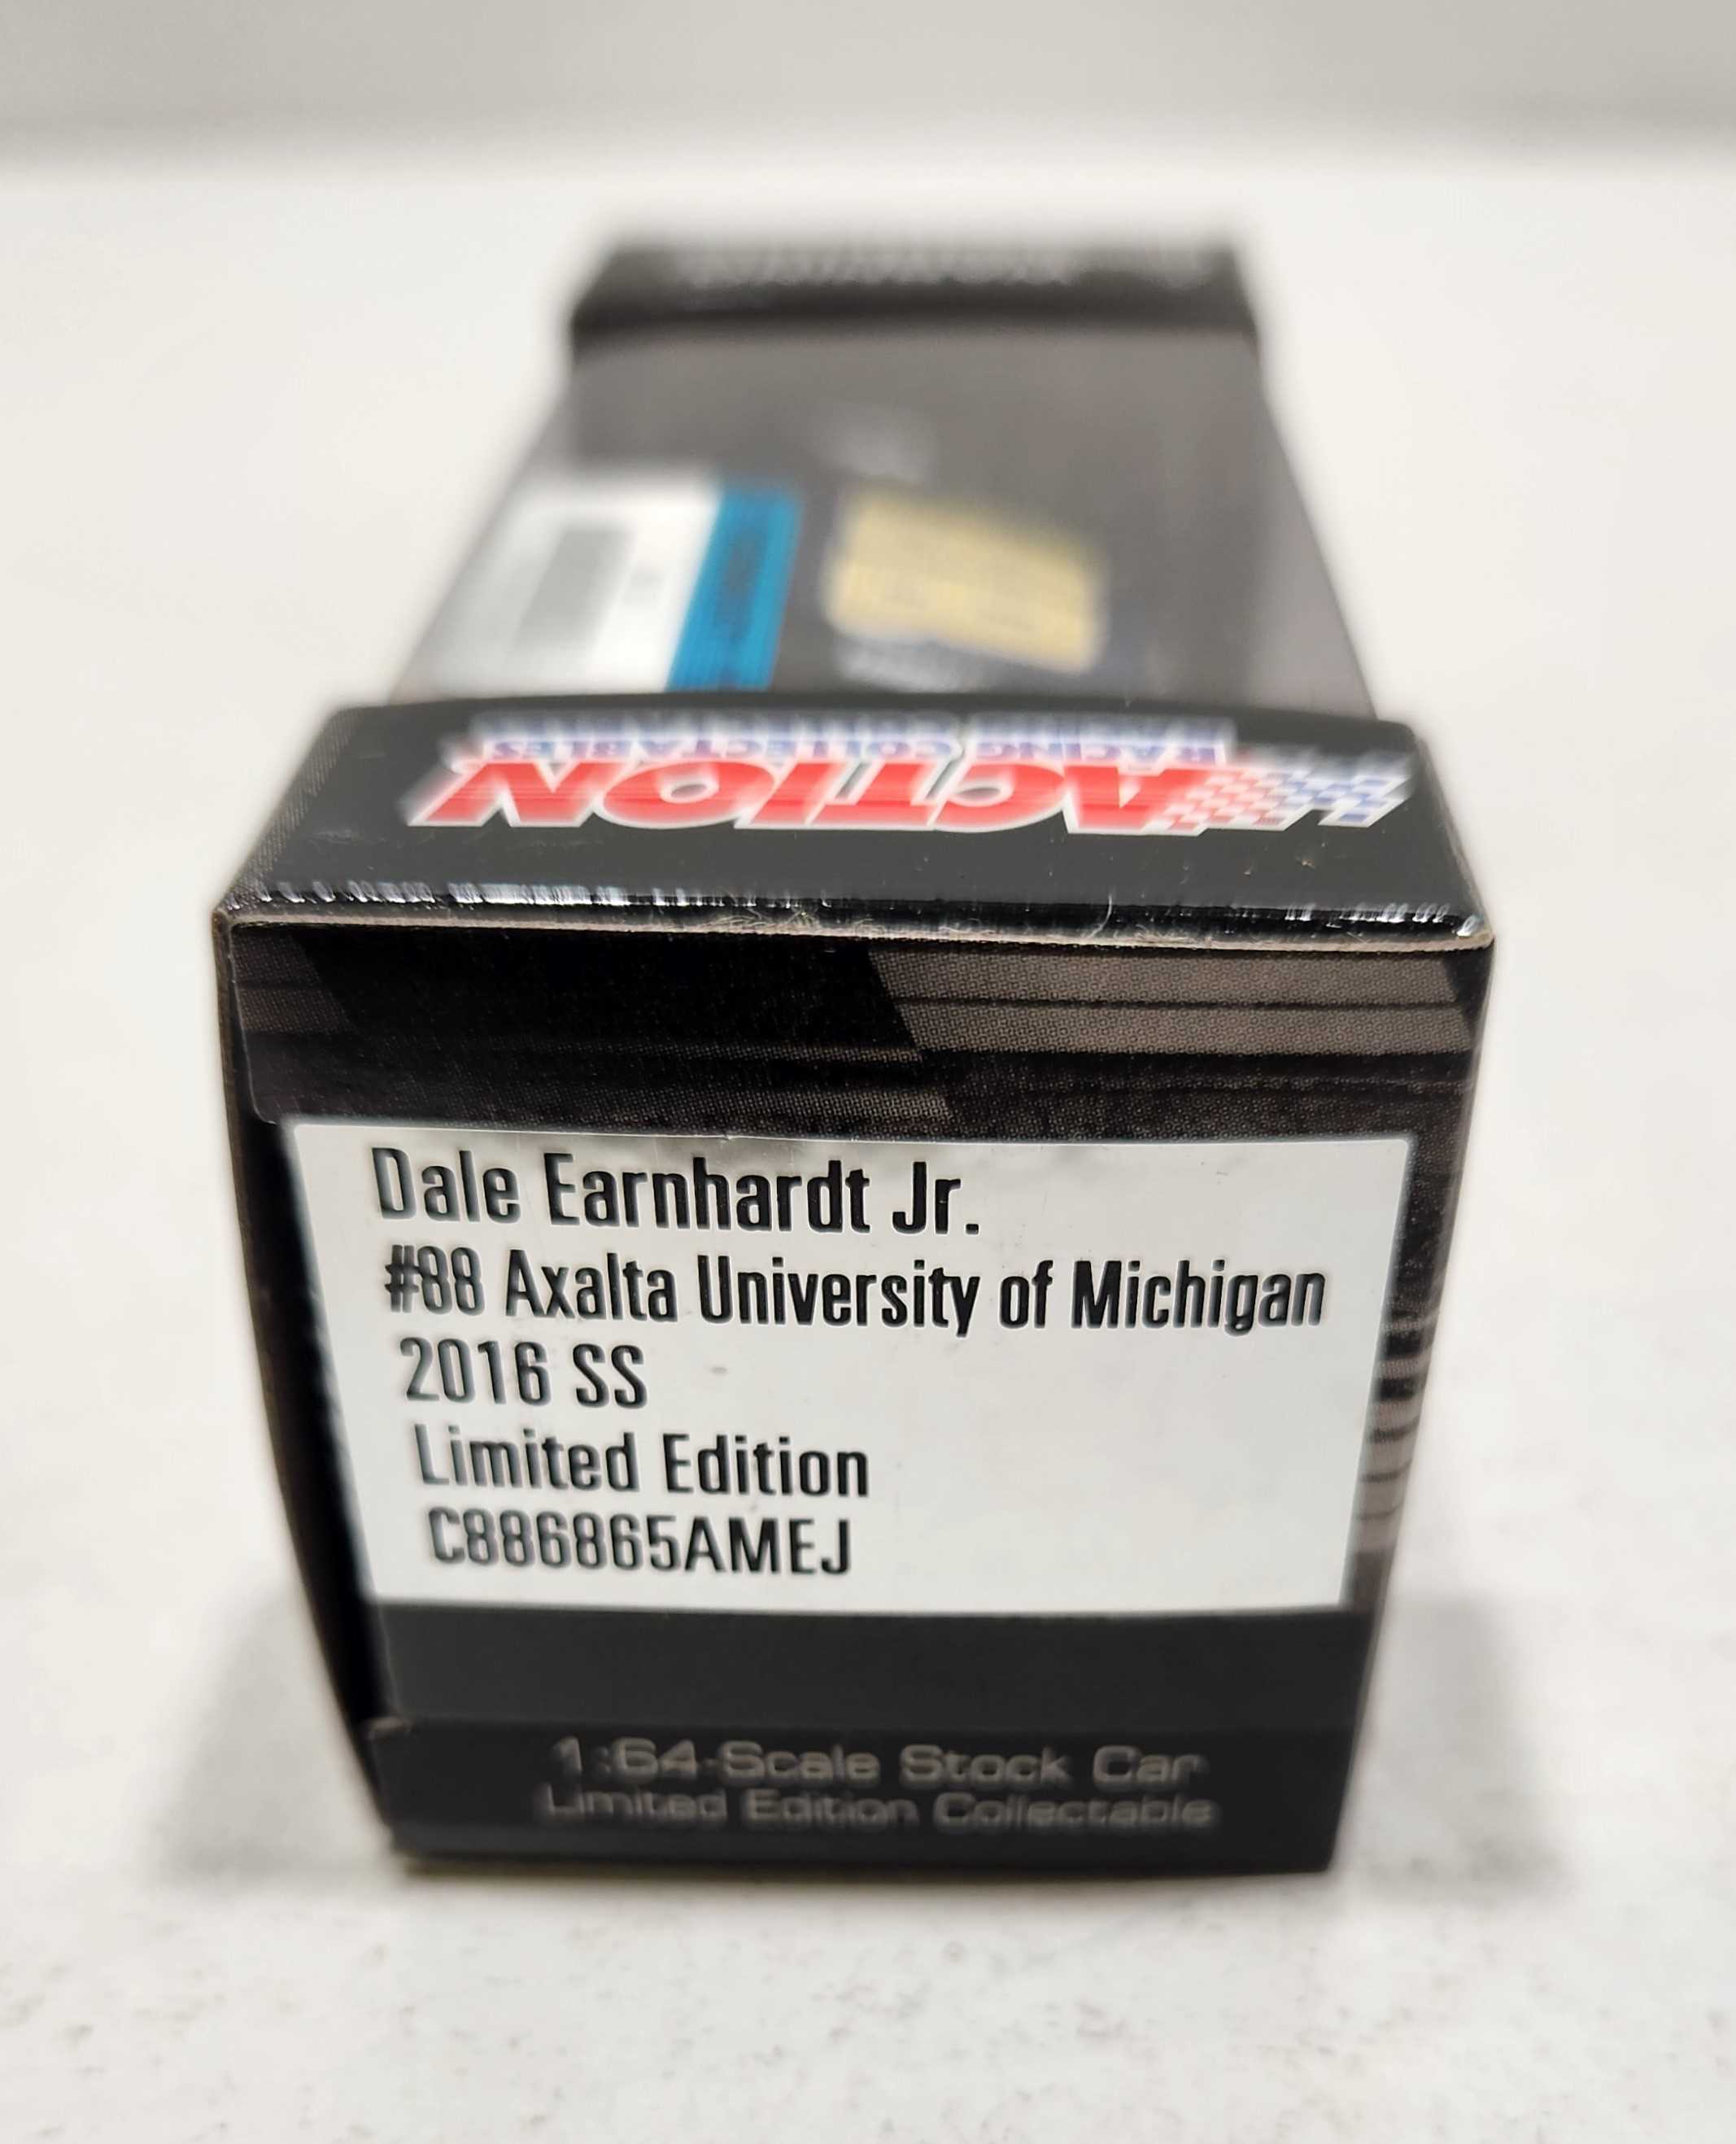 ACTION
RACING COLLECTABLES
Dale Earnhardt Jr.
#88 Axalta University of Michigan
2016 SS
Limited Edition
C886865AMEJ
1:64-Scale Stock Car
Limited Edition Collectable